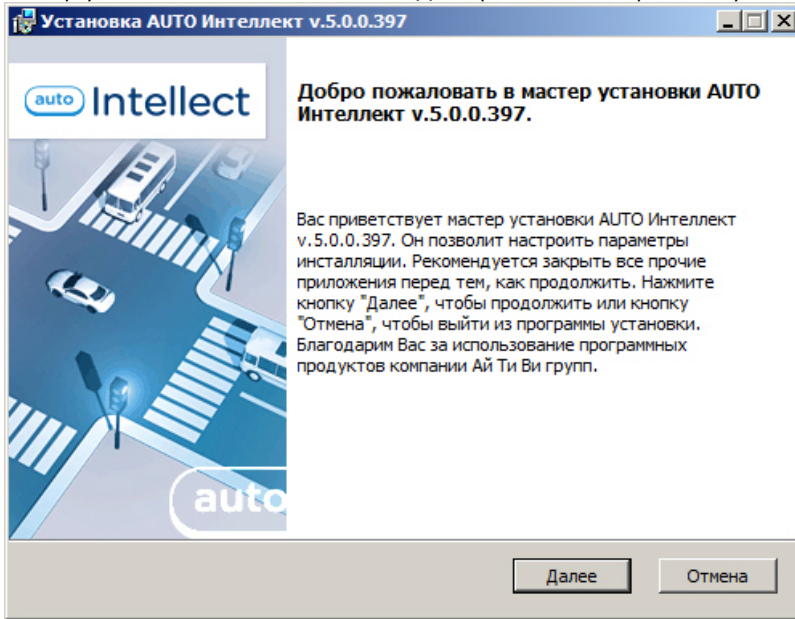 Установка AUTO Интеллект v.5.0.0.397
auto Intellect
Добро пожаловать в мастер установки AUTO
Интеллект v.5.0.0.397.
Вас приветствует мастер установки AUTO Интеллект
v.5.0.0.397. Он позволит настроить параметры
инсталляции. Рекомендуется закрыть все прочие
приложения перед тем, как продолжить. Нажмите
кнопку "Далее", чтобы продолжить или кнопку
"Отмена", чтобы выйти из программы установки.
Благодарим Вас за использование программных
продуктов компании Ай Ти Ви групп.
auto
Далее
Отмена